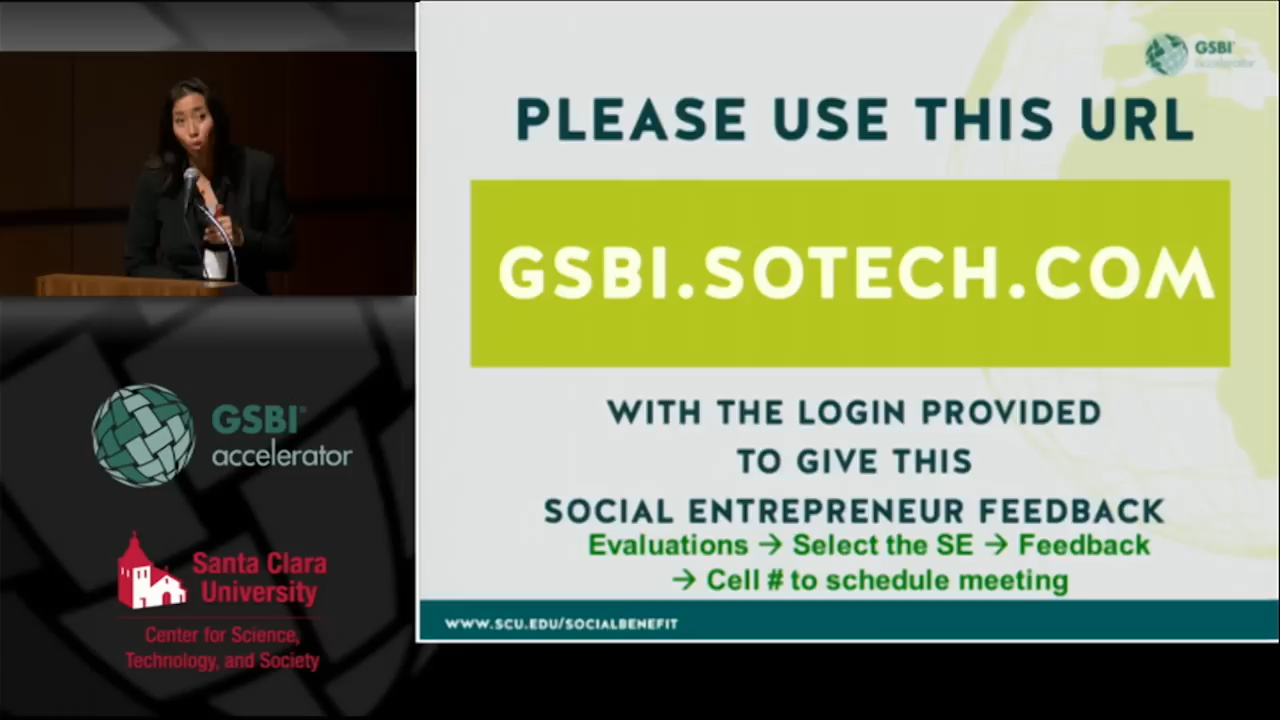 GSBI®
accelerator
PLEASE USE THIS URL
GSBI.SOTECH.COM
WITH THE LOGIN PROVIDED
TO GIVE THIS
SOCIAL ENTREPRENEUR FEEDBACK
Evaluations → Select the SE → Feedback
→ Cell # to schedule meeting
WWW.SCU.EDU/SOCIALBENEFIT
GSBI®
accelerator
Santa Clara
University
Center for Science,
Technology, and Society